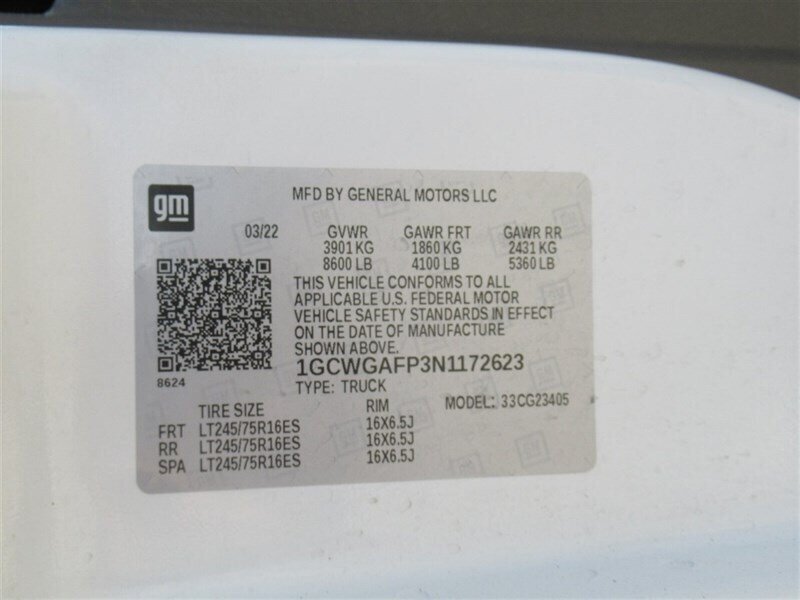 gm
MFD BY GENERAL MOTORS LLC
03/22 GVWR GAWR FRT GAWR RR
3901 KG 1860 KG 2431 KG
8600 LB 4100 LB 5360 LB
THIS VEHICLE CONFORMS TO ALL
APPLICABLE U.S. FEDERAL MOTOR
VEHICLE SAFETY STANDARDS IN EFFECT
ON THE DATE OF MANUFACTURE
SHOWN ABOVE.
1GCWGAFP3N1172623
8624
TYPE: TRUCK
TIRE SIZE RIM MODEL: 33CG23405
FRT LT245/75R16ES 16X6.5J
RR LT245/75R16ES 16X6.5J
SPA LT245/75R16ES 16X6.5J